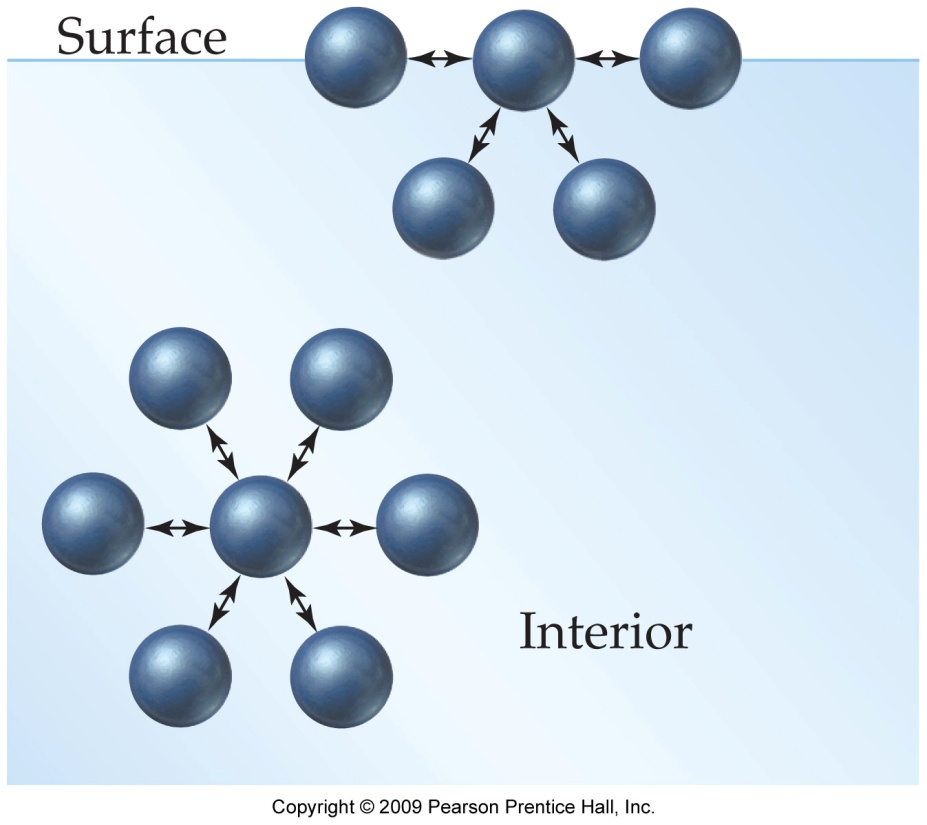 Surface
Interior
Copyright © 2009 Pearson Prentice Hall, Inc.